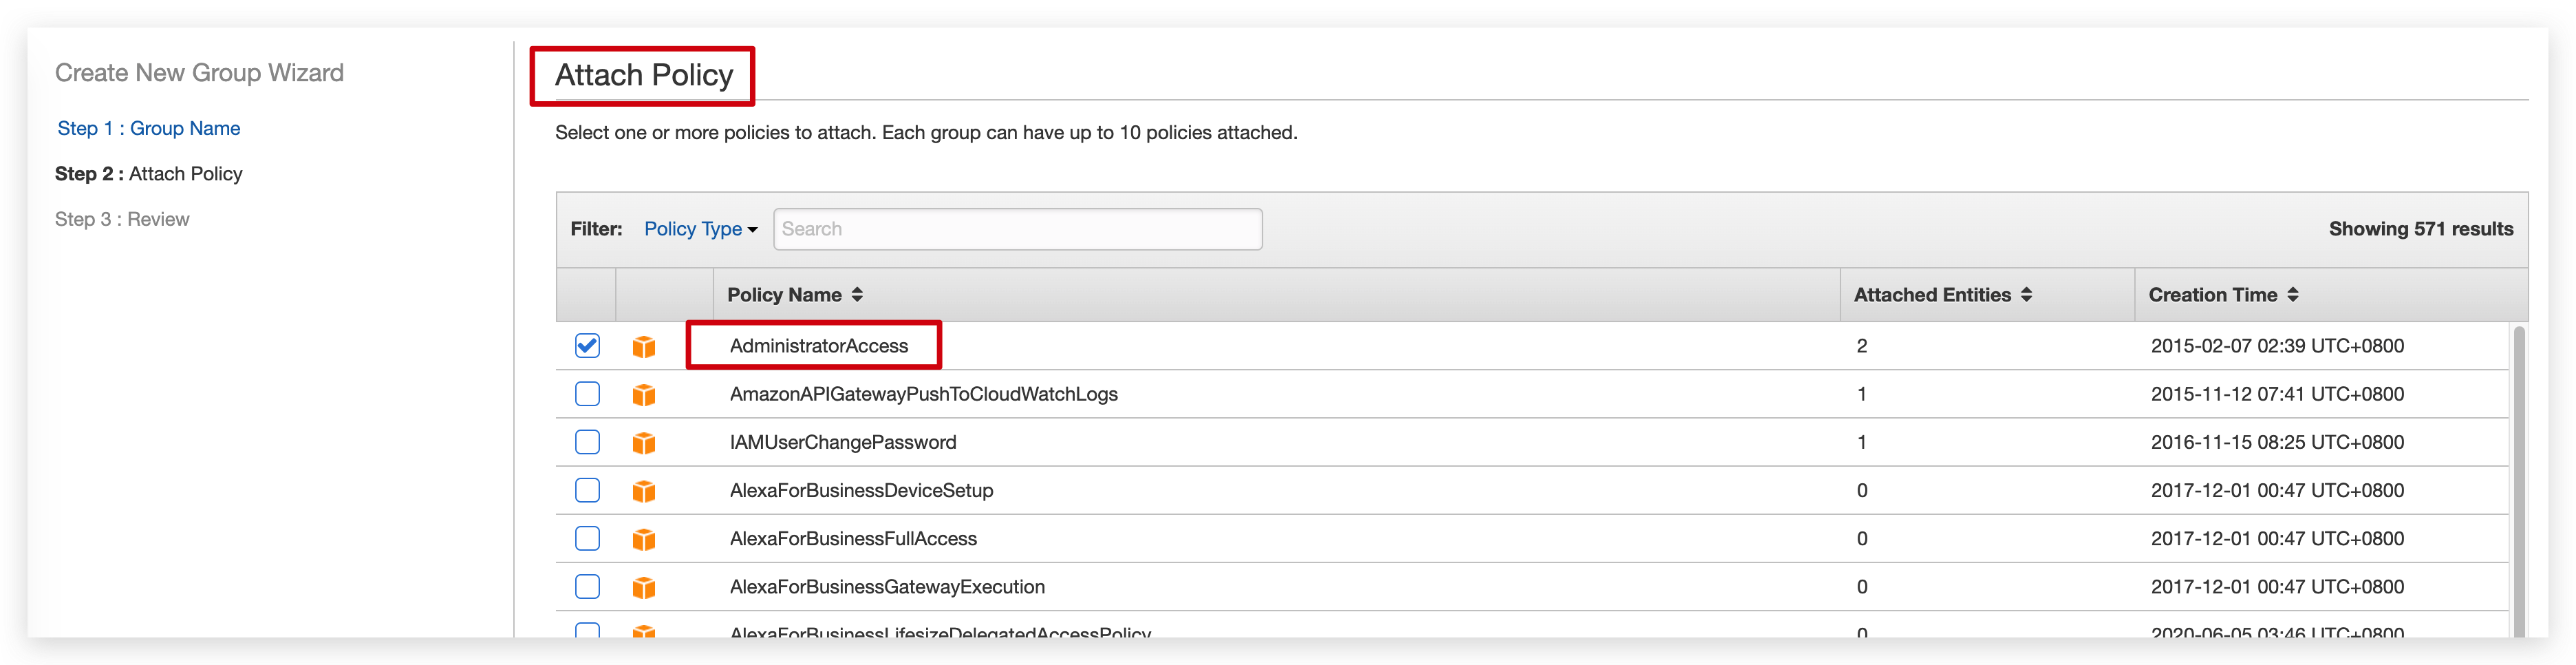 Create New Group Wizard
Step 1 : Group Name
Step 2 : Attach Policy
Step 3 : Review
Attach Policy
Select one or more policies to attach. Each group can have up to 10 policies attached.
Filter: Policy Type Search Showing 571 results
Policy Name Attached Entities Creation Time
AdministratorAccess 2 2015-02-07 02:39 UTC+0800
AmazonAPIGatewayPushToCloudWatchLogs 1 2015-11-12 07:41 UTC+0800
IAMUserChangePassword 1 2016-11-15 08:25 UTC+0800
AlexaForBusinessDeviceSetup 0 2017-12-01 00:47 UTC+0800
AlexaForBusinessFullAccess 0 2017-12-01 00:47 UTC+0800
AlexaForBusinessGatewayExecution 0 2017-12-01 00:47 UTC+0800
AlexaForBusinessLifesizeDelegatedAccessPolicy 0 2020-06-05 03:46 UTC+0800